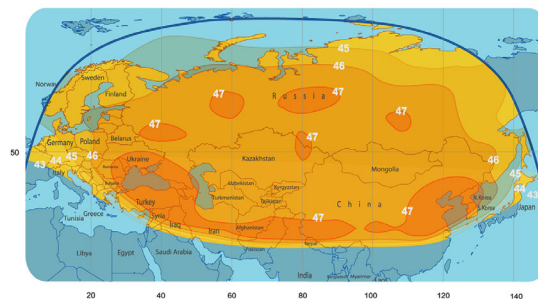 45
46
Norway
Sweden
Finland
47
47
Russia
47
47
Belarus
47
50
43
44
Germany
45
Poland
46
Ukraine
Kazakhstan
Mongolia
46
45
44
43
Italy
Uzbekistan
Kyrgyzstan
Turkmenistan
Tajikistan
China
47
N.Korea
S.Korea
Japan
Greece
Turkey
Syria
Iraq
Iran
Afghanistan
47
Tunisia
Libya
Egypt
Saudi Arabia
Pakistan
Nepal
India
Myanmar
20
40
60
80
100
120
140